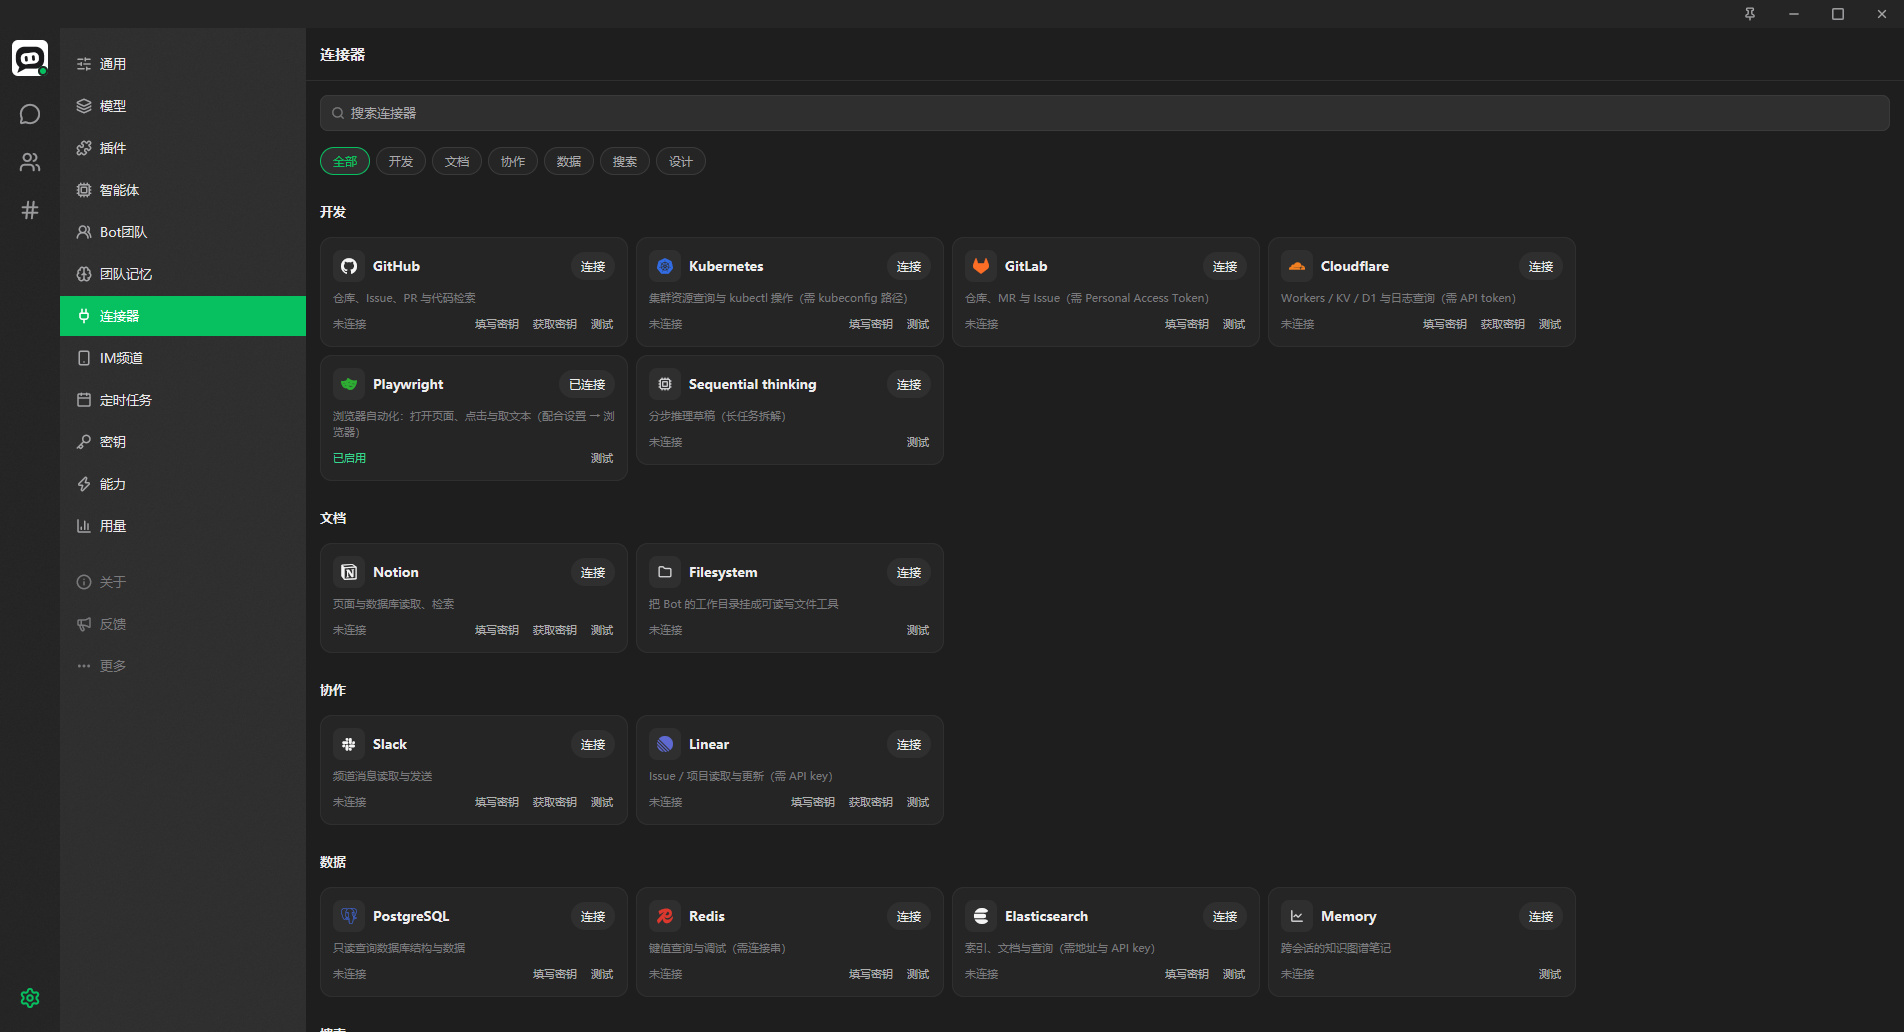 通用
模型
插件
智能体
Bot团队
团队记忆
连接器
IM频道
定时任务
密钥
能力
用量
关于
反馈
更多
连接器
搜索连接器
全部 开发 文档 协作 数据 搜索 设计
开发
GitHub 连接
仓库、Issue、PR 与代码检索
未连接 填写密钥 获取密钥 测试
Kubernetes 连接
集群资源查询与 kubectl 操作（需 kubeconfig 路径）
未连接 填写密钥 测试
GitLab 连接
仓库、MR 与 Issue（需 Personal Access Token）
未连接 填写密钥 测试
Cloudflare 连接
Workers / KV / D1 与日志查询（需 API token）
未连接 填写密钥 获取密钥 测试
Playwright 已连接
浏览器自动化：打开页面、点击与取文本（配合设置 → 浏
览器）
已启用 测试
Sequential thinking 连接
分步推理草稿（长任务拆解）
未连接 测试
文档
Notion 连接
页面与数据库读取、检索
未连接 填写密钥 获取密钥 测试
Filesystem 连接
把 Bot 的工作目录挂成可读写文件工具
未连接 测试
协作
Slack 连接
频道消息读取与发送
未连接 填写密钥 获取密钥 测试
Linear 连接
Issue / 项目读取与更新（需 API key）
未连接 填写密钥 获取密钥 测试
数据
PostgreSQL 连接
只读查询数据库结构与数据
未连接 填写密钥 测试
Redis 连接
键值查询与调试（需连接串）
未连接 填写密钥 测试
Elasticsearch 连接
索引、文档与查询（需地址与 API key）
未连接 填写密钥 测试
Memory 连接
跨会话的知识图谱笔记
未连接 测试